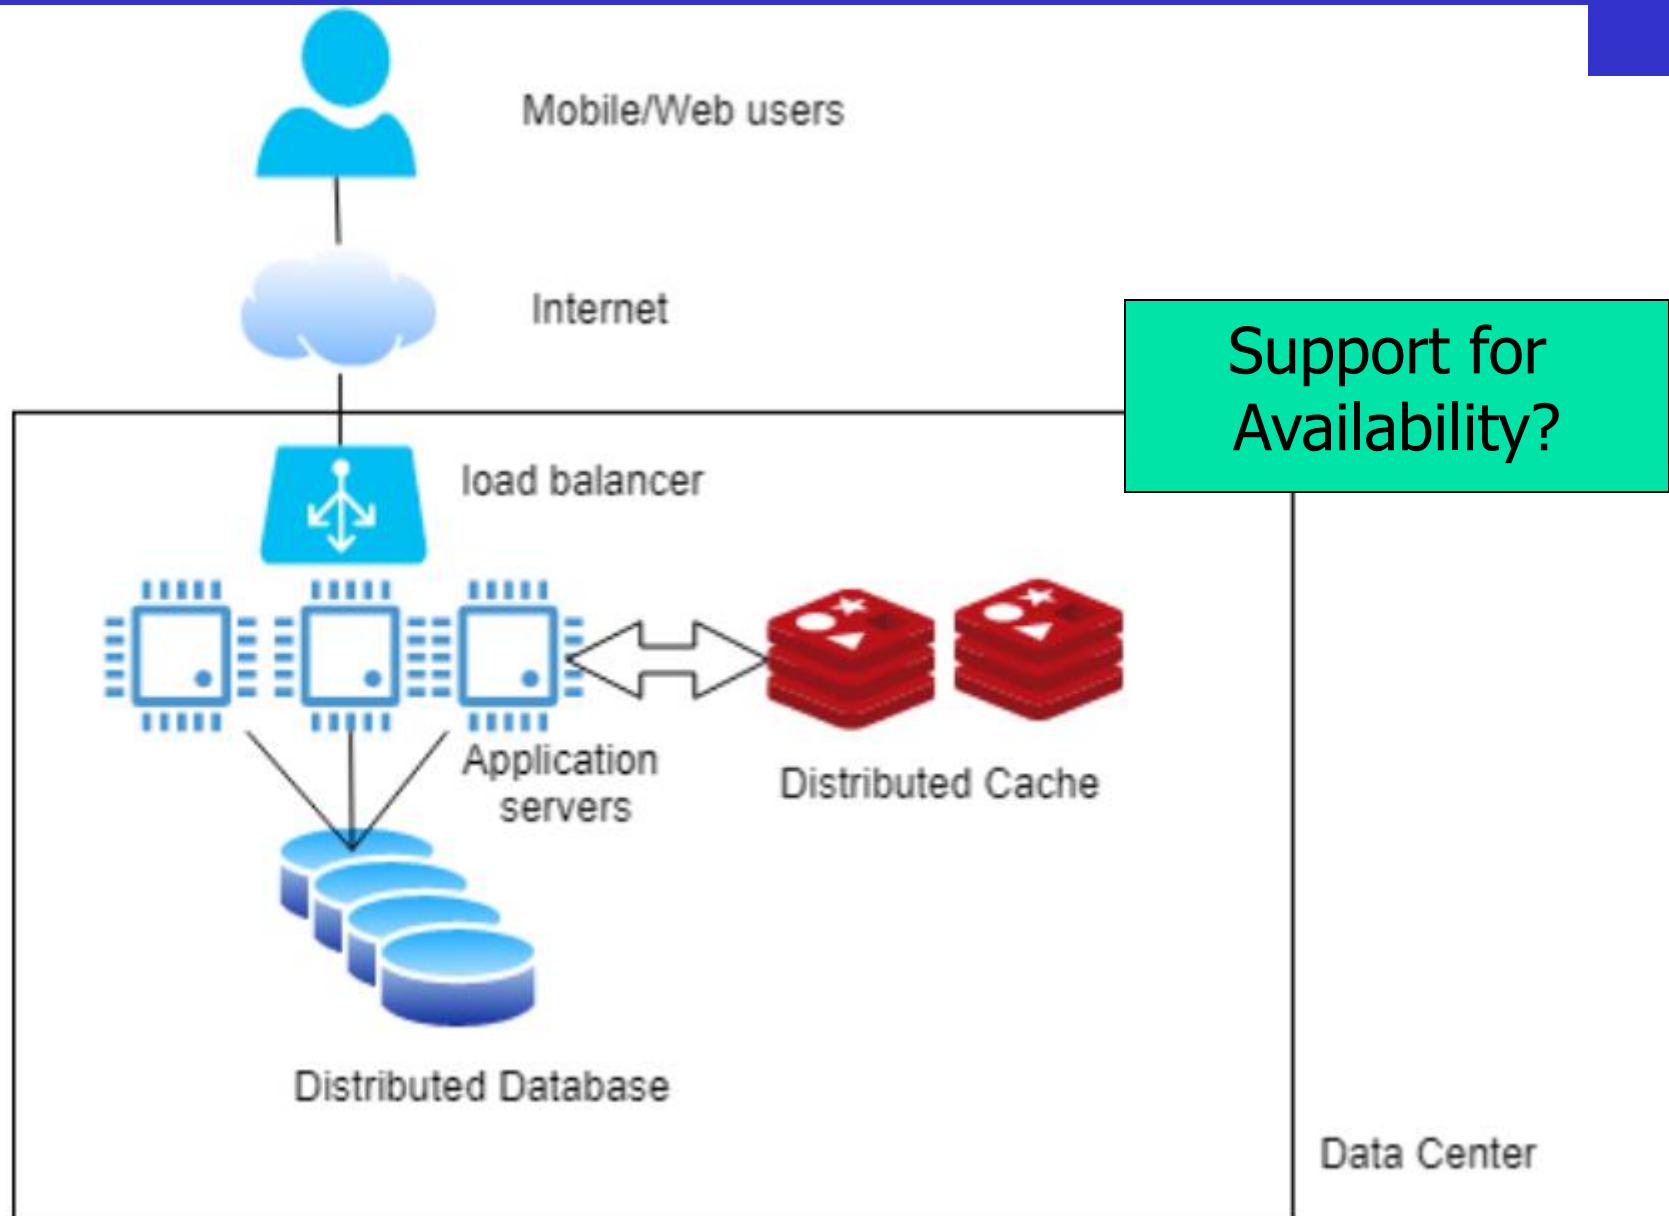 Mobile/Web users
Internet
Support for
Availability?
load balancer
Application
servers
Distributed Cache
Distributed Database
Data Center